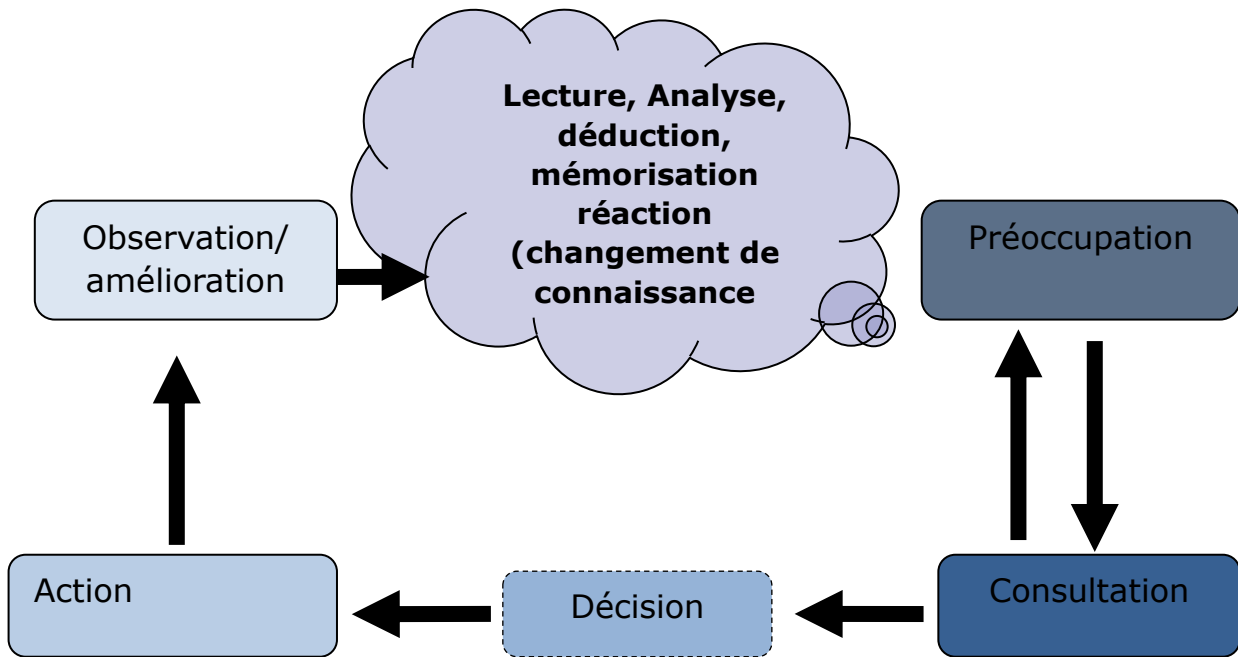 Lecture, Analyse,
déduction,
mémorisation
réaction
(changement de
connaissance
Observation/
amélioration
Préoccupation
Action
Décision
Consultation